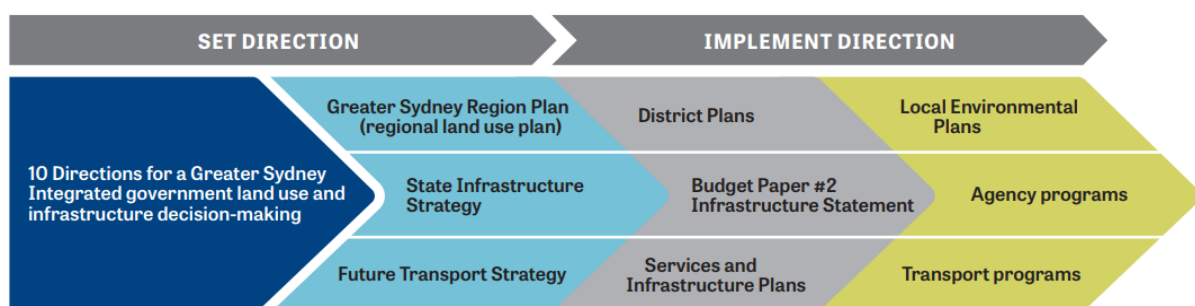 SET DIRECTION
IMPLEMENT DIRECTION
10 Directions for a Greater Sydney
Integrated government land use and
infrastructure decision-making
Greater Sydney Region Plan
(regional land use plan)
District Plans
Local Environmental
Plans
State Infrastructure
Strategy
Budget Paper #2
Infrastructure Statement
Agency programs
Future Transport Strategy
Services and
Infrastructure Plans
Transport programs